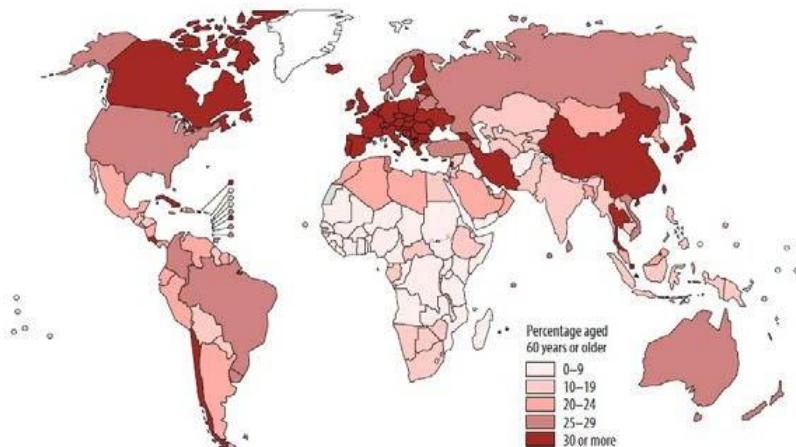 Percentage aged
60 years or older
0–9
10–19
20–24
25–29
30 or more